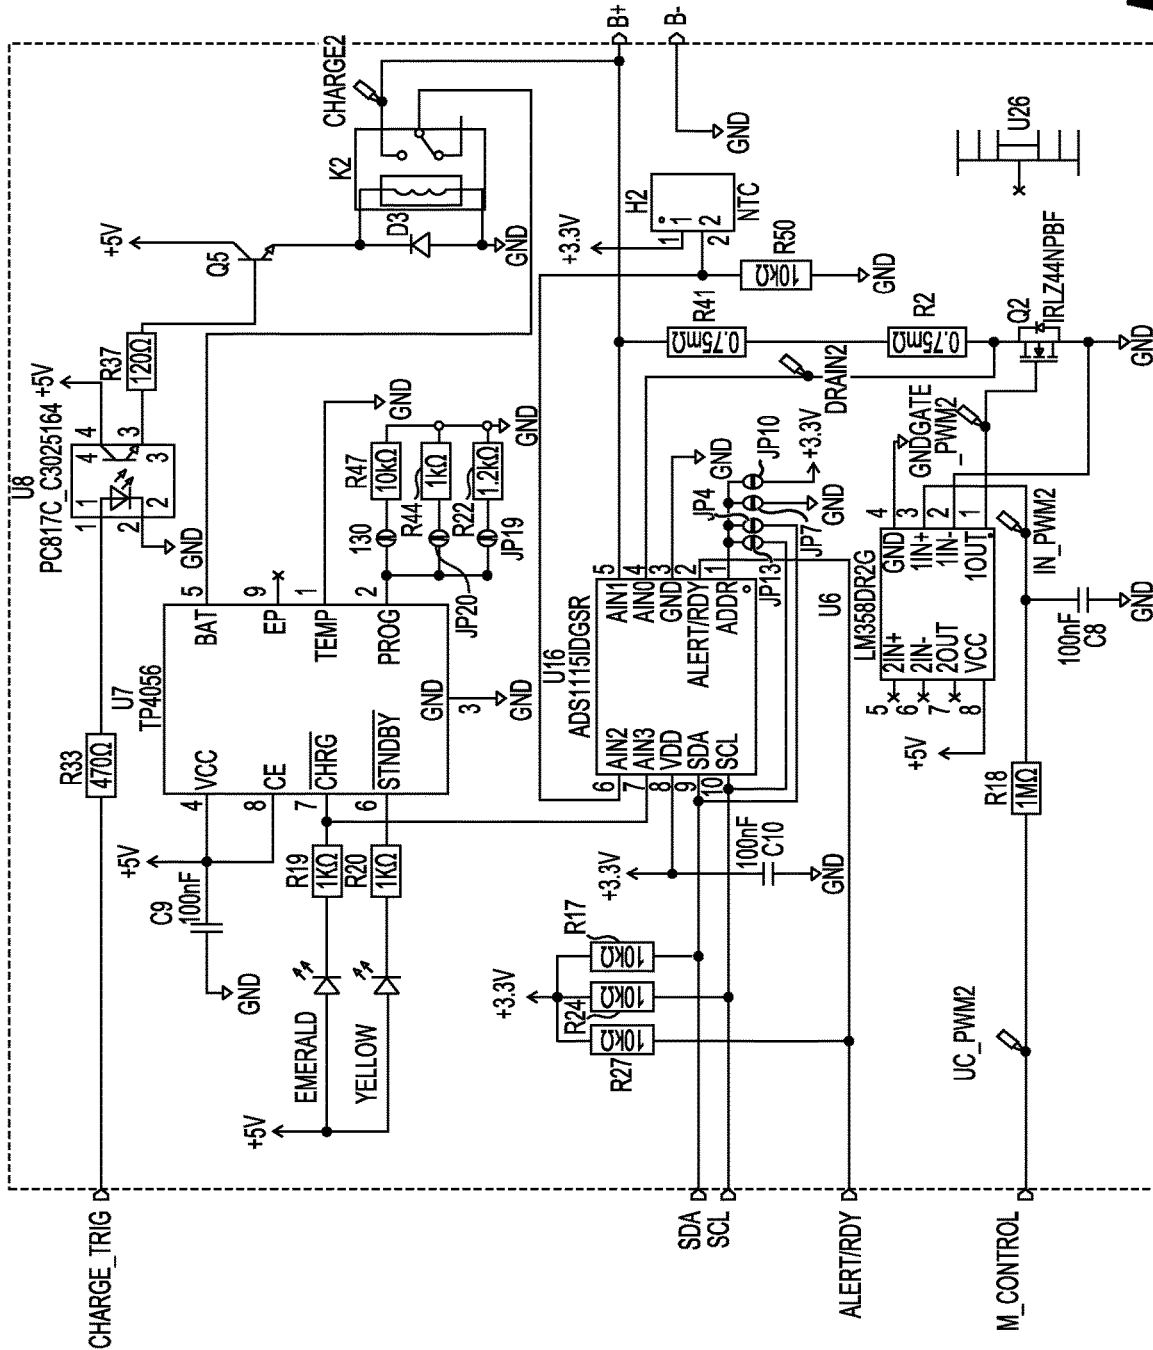 CHARGE_TRIG
R33
470Ω
U8
PC817C_C3025164
1
2
4
3
1
2
4
3
GND
+5V
R37
120Ω
Q5
+5V
D3
K2
GND
CHARGE2
B+
B-
GND
U7
TP4056
VCC
CE
CHRG
STNDBY
4
8
7
6
BAT
EP
TEMP
PROG
GND
5
9
1
2
3
GND
GND
+5V
C9
100nF
GND
R19
1KΩ
R20
1KΩ
EMERALD
YELLOW
+5V
130
R47
10kΩ
R44
1kΩ
R22
1.2kΩ
JP20
JP19
GND
+3.3V
H2
1
2
1
2
NTC
R50
10kΩ
GND
U16
ADS1115IDGSR
AIN2
AIN3
VDD
SDA
SCL
6
7
8
9
10
AIN1
AIN0
GND
ALERT/RDY
ADDR
5
4
3
2
1
GND
JP4
JP10
JP7
JP13
+3.3V
GND
R41
0.75mΩ
R2
0.75mΩ
DRAIN2
Q2
IRLZ44NPBF
GND
U26
+3.3V
100nF
C10
GND
+3.3V
R17
10kΩ
R24
10kΩ
R27
10kΩ
SDA
SCL
ALERT/RDY
U6
LM358DR2G
2IN+
2IN-
2OUT
VCC
5
6
7
8
GND
1IN+
1IN-
1OUT
4
3
2
1
+5V
GND
GATE
_PWM2
IN_PWM2
100nF
C8
GND
R18
1MΩ
UC_PWM2
M_CONTROL